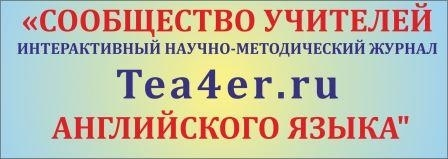 «СООБЩЕСТВО УЧИТЕЛЕЙ
ИНТЕРАКТИВНЫЙ НАУЧНО-МЕТОДИЧЕСКИЙ ЖУРНАЛ
Tea4er.ru
АНГЛИЙСКОГО ЯЗЫКА"